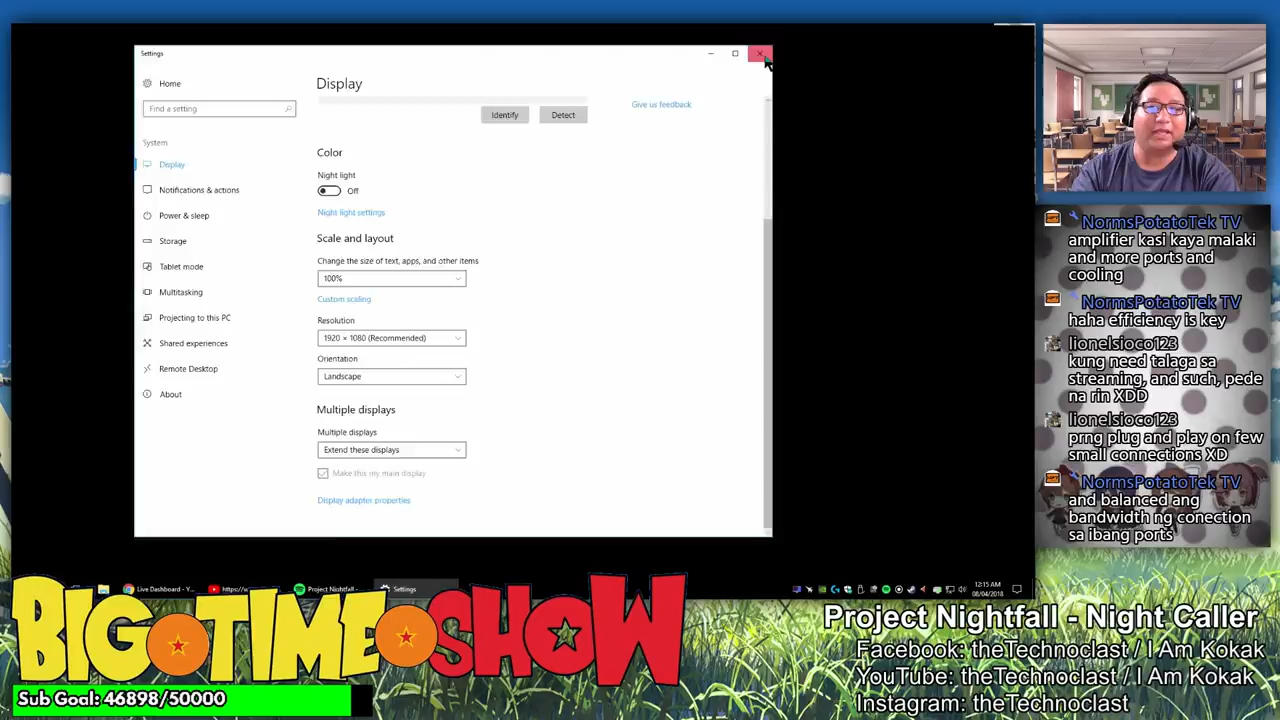 Settings
Home
Find a setting
System
Display
Notifications & actions
Power & sleep
Storage
Tablet mode
Multitasking
Projecting to this PC
Shared experiences
Remote Desktop
About
Display
Identify
Detect
Give us feedback
Color
Night light
Off
Night light settings
Scale and layout
Change the size of text, apps, and other items
100%
Custom scaling
Resolution
1920 × 1080 (Recommended)
Orientation
Landscape
Multiple displays
Multiple displays
Extend these displays
Make this my main display
Display adapter properties
Live Dashboard - Y...
https://w
Project Nightfall -
Settings
12:15 AM
08/04/2018
NormsPotatoTek TV
amplifier kasi kaya malaki
and more ports and
cooling
NormsPotatoTek TV
haha efficiency is key
lionelsioco123
kung need talaga sa
streaming, and such, pede
na rin XDD
lionelsioco123
prng plug and play on few
small connections XD
NormsPotatoTek TV
and balanced ang
bandwidth ng conection
sa ibang ports
BIG TIME SHOW
Sub Goal: 46898/50000
Project Nightfall - Night Caller
Facebook: theTechnoclast / I Am Kokak
YouTube: theTechnoclast / I Am Kokak
Instagram: theTechnoclast